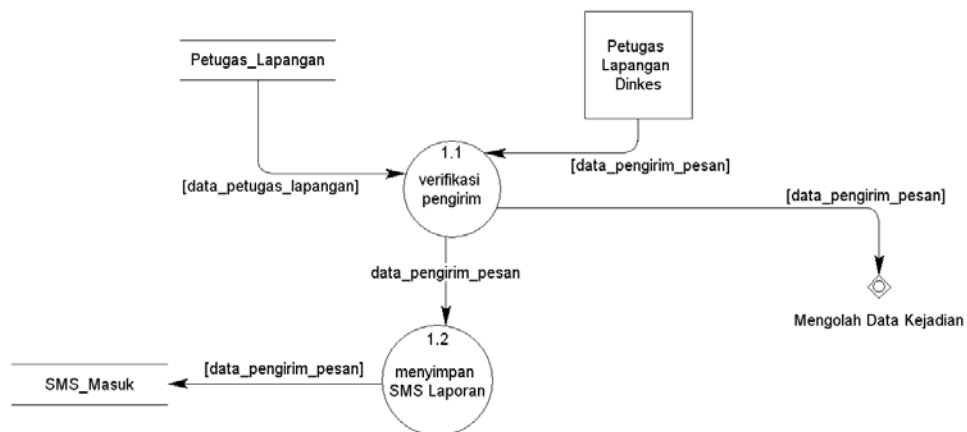 Petugas_Lapangan
Petugas
Lapangan
Dinkes
[data_petugas_lapangan]
1.1
verifikasi
pengirim
[data_pengirim_pesan]
[data_pengirim_pesan]
data_pengirim_pesan
Mengolah Data Kejadian
1.2
menyimpan
SMS Laporan
[data_pengirim_pesan]
SMS_Masuk